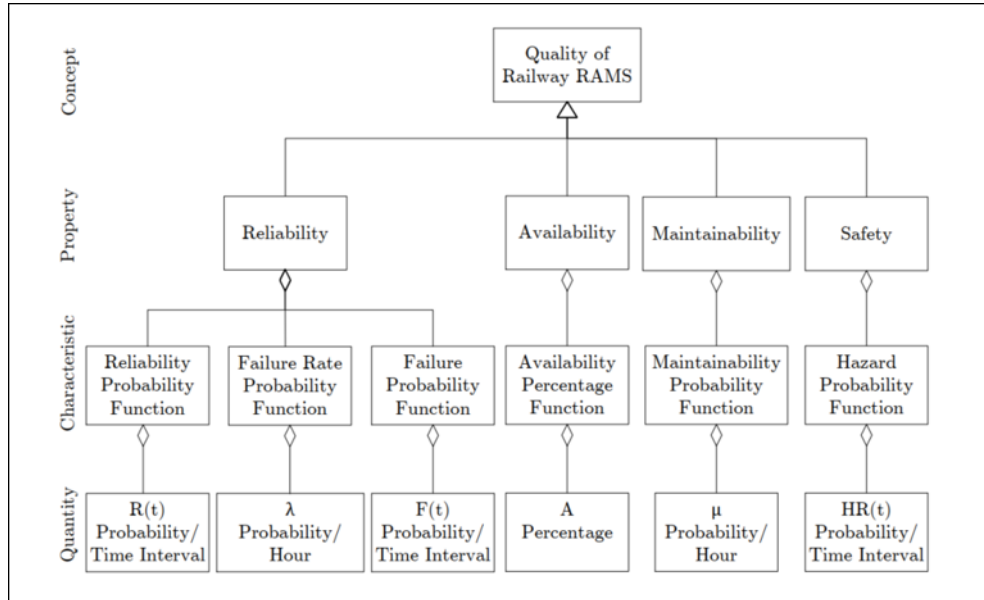 Concept
Quality of
Railway RAMS
Property
Reliability
Availability
Maintainability
Safety
Characteristic
Reliability
Probability
Function
Failure Rate
Probability
Function
Failure
Probability
Function
Availability
Percentage
Function
Maintainability
Probability
Function
Hazard
Probability
Function
Quantity
R(t)
Probability/
Time Interval
λ
Probability/
Hour
F(t)
Probability/
Time Interval
A
Percentage
μ
Probability/
Hour
HR(t)
Probability/
Time Interval